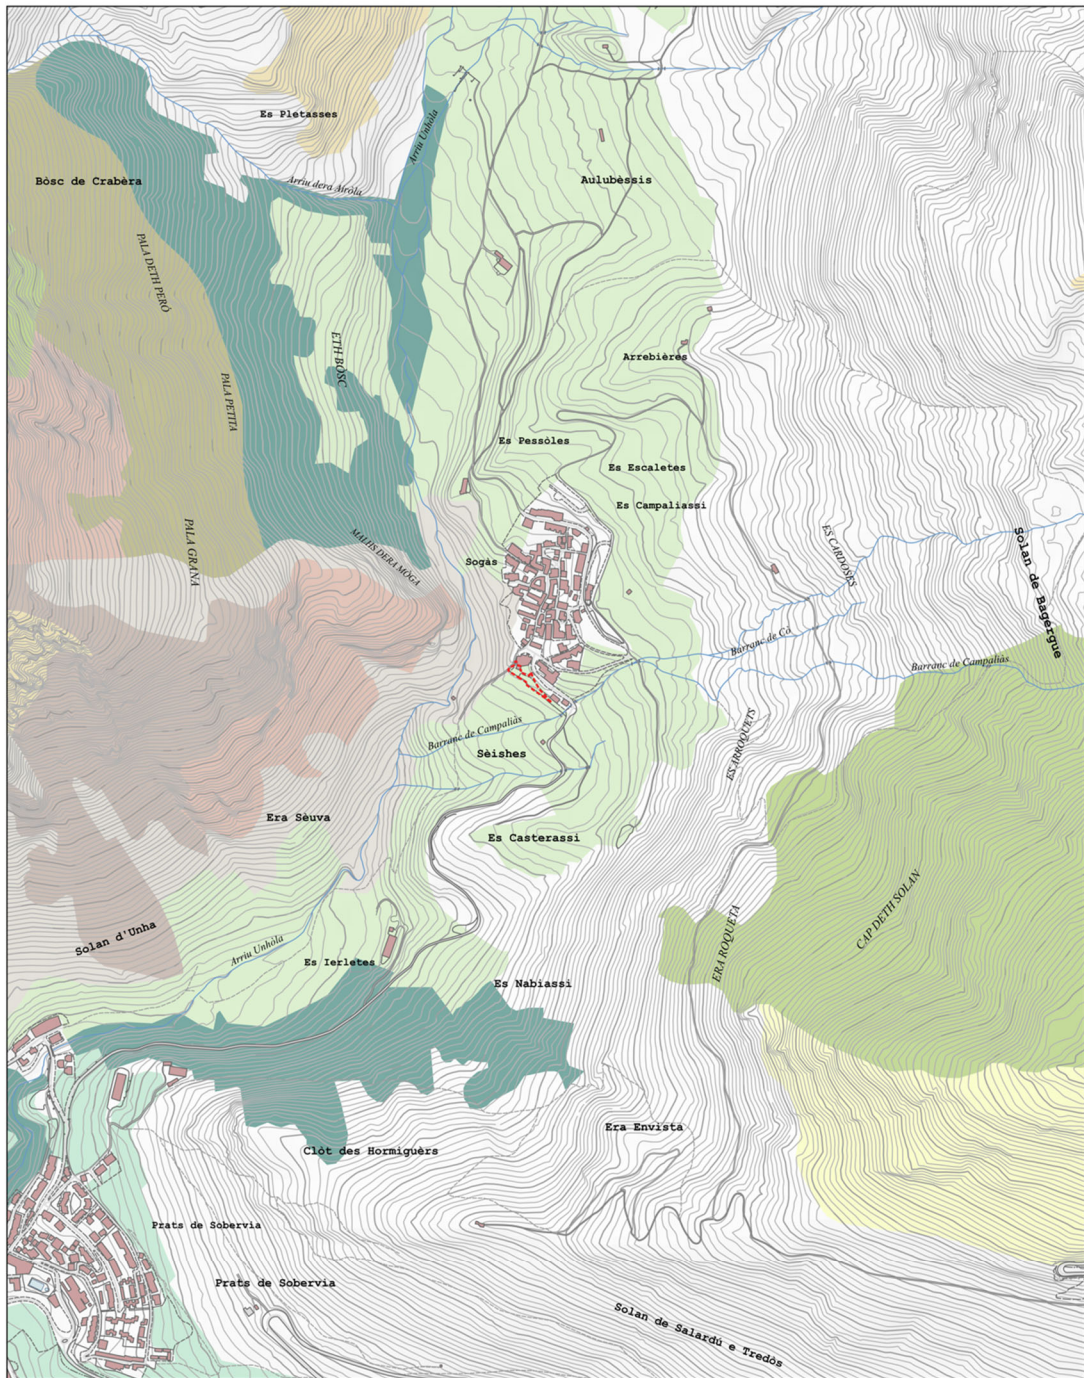 Es Pletasses
Arriu Unhòla
Bòsc de Crabèra
Arriu dera Airòla
Aulubèssis
PALA DETH PERÒ
ETH BÒSC
Arrebières
PALA PETITA
Es Pessòles
Es Escaletes
Es Campaliassi
PALA GRANA
MALHS DERA MÒGA
ES CARDOSES
Solan de Bagergue
Sogàs
Barranc de Cò
Barranc de Campaliàs
Barranc de Campaliàs
Sèishes
ES ARROQUETS
Era Sèuva
Es Casterassi
CAP DETH SOLAN
Solan d'Unha
Arriu Unhòla
Es Ierletes
ERA ROQUETA
Es Nabiassi
Era Envista
Clòt des Hormiguèrs
Prats de Sobervia
Prats de Sobervia
Solan de Salardú e Tredòs